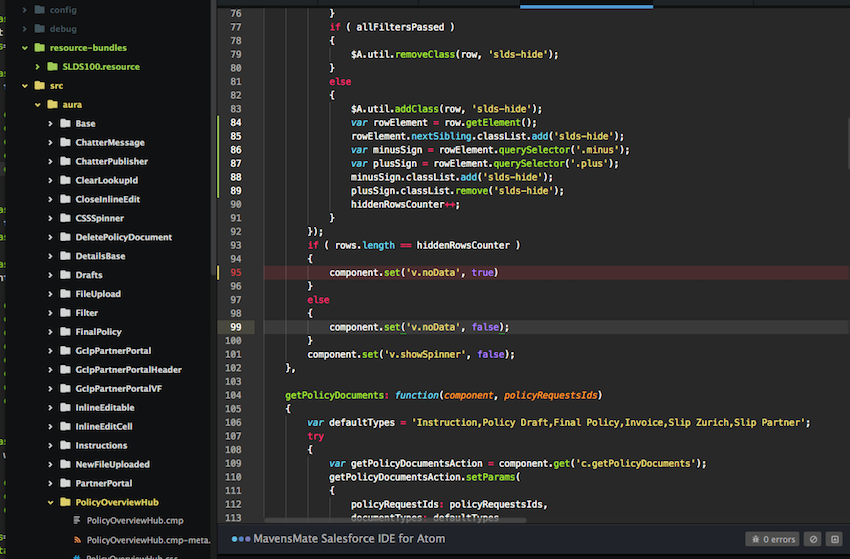 config
debug
resource-bundles
SLDS100.resource
src
aura
Base
ChatterMessage
ChatterPublisher
ClearLookupId
CloseInlineEdit
CSSSpinner
DeletePolicyDocument
DetailsBase
Drafts
FileUpload
Filter
FinalPolicy
GcipPartnerPortal
GcipPartnerPortalHeader
GcipPartnerPortalVF
InlineEditable
InlineEditCell
Instructions
NewFileUploaded
PartnerPortal
PolicyOverviewHub
PolicyOverviewHub.cmp
PolicyOverviewHub.cmp-meta.
PolicyOverviewHub.css
76 }
77 if ( allFiltersPassed )
78 {
79 $A.util.removeClass(row, 'slds-hide');
80 }
81 else
82 {
83 $A.util.addClass(row, 'slds-hide');
84 var rowElement = row.getElement();
85 rowElement.nextSibling.classList.add('slds-hide');
86 var minusSign = rowElement.querySelector('.minus');
87 var plusSign = rowElement.querySelector('.plus');
88 minusSign.classList.add('slds-hide');
89 plusSign.classList.remove('slds-hide');
90 hiddenRowsCounter++;
91 }
92 });
93 if ( rows.length == hiddenRowsCounter )
94 {
95 component.set('v.noData', true)
96 }
97 else
98 {
99 component.set('v.noData', false);
100 }
101 component.set('v.showSpinner', false);
102 },
103
104 getPolicyDocuments: function(component, policyRequestsIds)
105 {
106 var defaultTypes = 'Instruction,Policy Draft,Final Policy,Invoice,Slip Zurich,Slip Partner';
107 try
108 {
109 var getPolicyDocumentsAction = component.get('c.getPolicyDocuments');
110 getPolicyDocumentsAction.setParams(
111 {
112 policyRequestIds: policyRequestsIds,
113 documentTypes: defaultTypes
MavensMate Salesforce IDE for Atom
0 errors